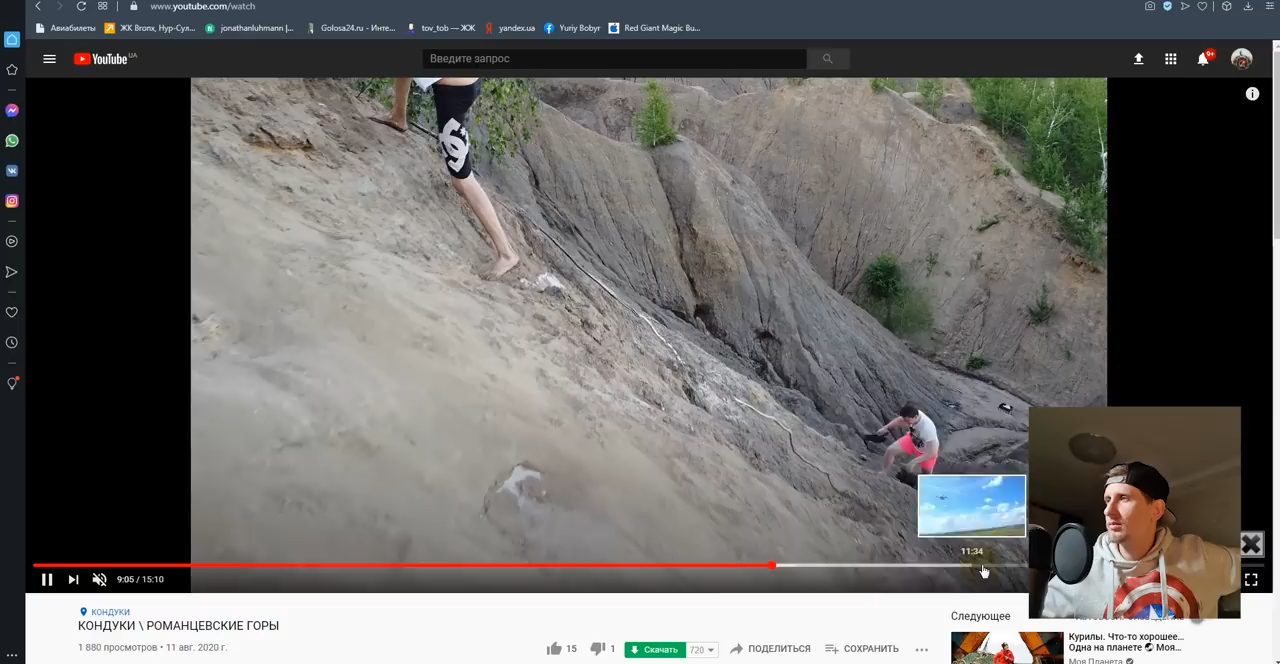 www.youtube.com/watch
Авиабилеты
ЖК Bronx, Нур-Сул...
jonathanluhmann |...
Golosa24.ru - Инте...
tov_tob — ЖЖ
yandex.ua
Yuriy Bobyr
Red Giant Magic Bu...
YouTube UA
Введите запрос
9+
11:34
9:05 / 15:10
КОНДУКИ
КОНДУКИ \ РОМАНЦЕВСКИЕ ГОРЫ
1 880 просмотров • 11 авг. 2020 г.
15
1
Скачать
720
ПОДЕЛИТЬСЯ
СОХРАНИТЬ
Следующее
Курилы. Что-то хорошее...
Одна на планете
Моя...
Моя Планета